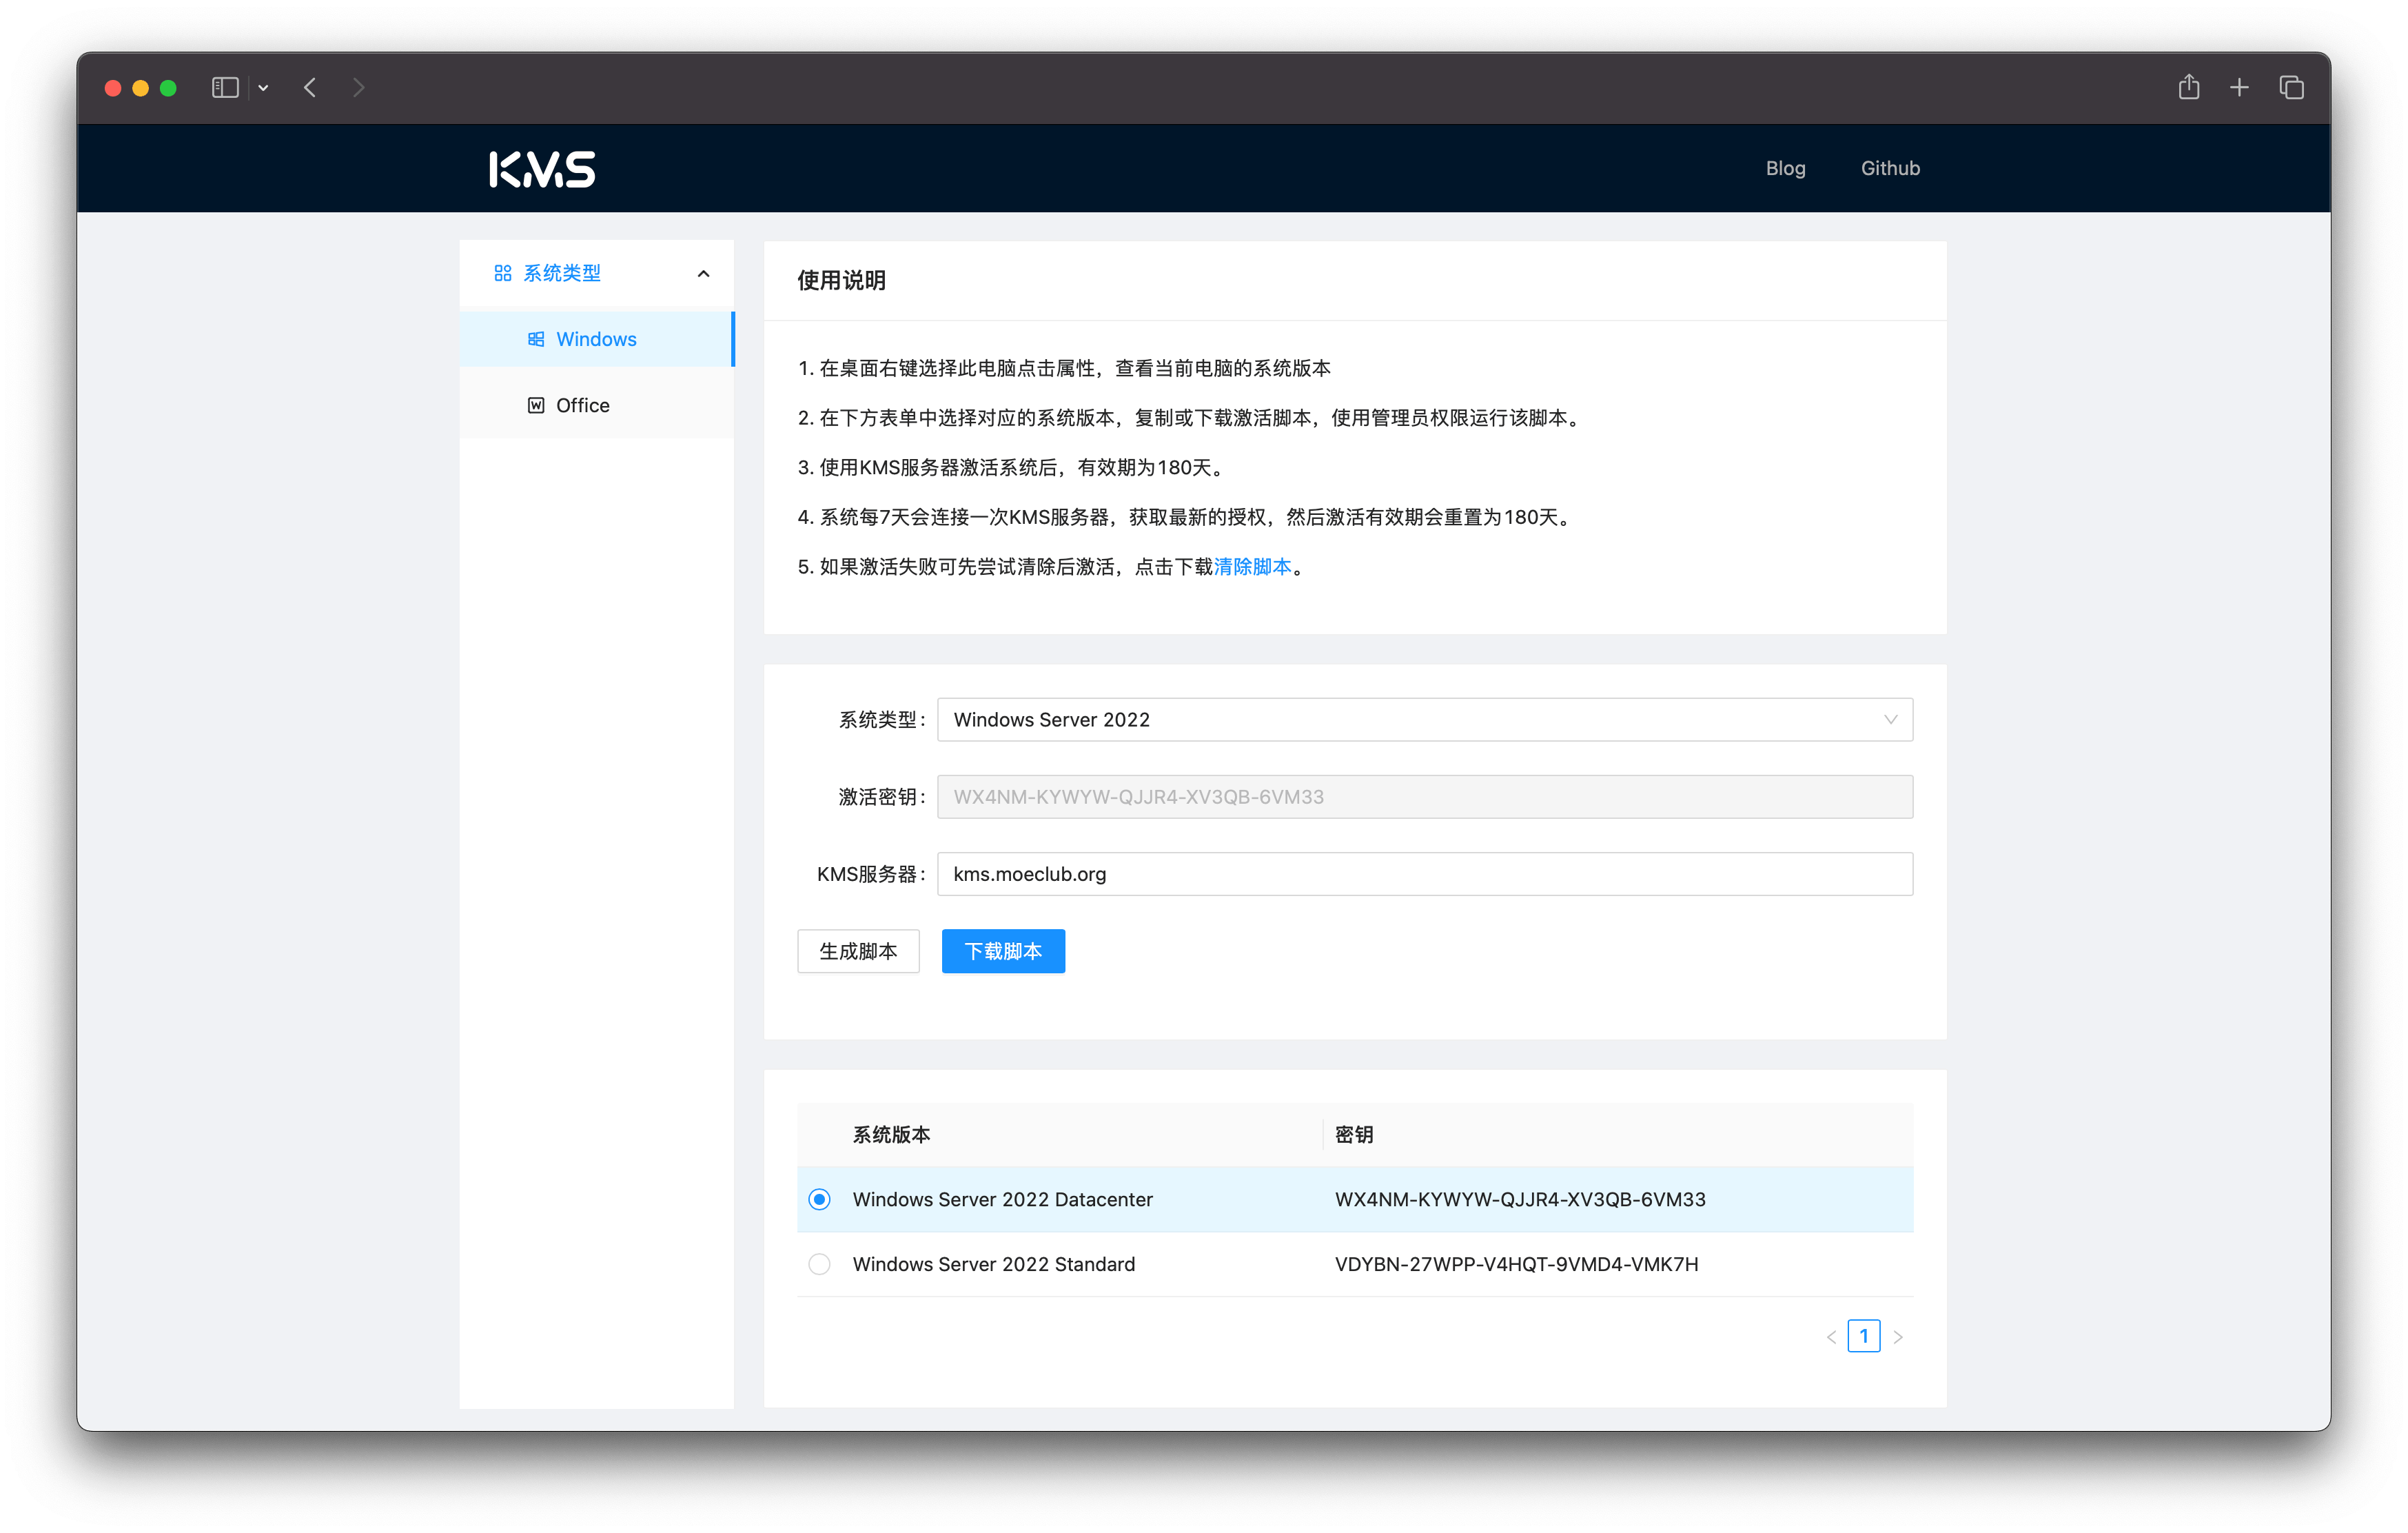 KMS
Blog
Github
系统类型
Windows
Office
使用说明
1. 在桌面右键选择此电脑点击属性，查看当前电脑的系统版本
2. 在下方表单中选择对应的系统版本，复制或下载激活脚本，使用管理员权限运行该脚本。
3. 使用KMS服务器激活系统后，有效期为180天。
4. 系统每7天会连接一次KMS服务器，获取最新的授权，然后激活有效期会重置为180天。
5. 如果激活失败可先尝试清除后激活，点击下载清除脚本。
系统类型： Windows Server 2022
激活密钥： WX4NM-KYWYW-QJJR4-XV3QB-6VM33
KMS服务器： kms.moeclub.org
生成脚本 下载脚本
系统版本 密钥
Windows Server 2022 Datacenter WX4NM-KYWYW-QJJR4-XV3QB-6VM33
Windows Server 2022 Standard VDYBN-27WPP-V4HQT-9VMD4-VMK7H
1